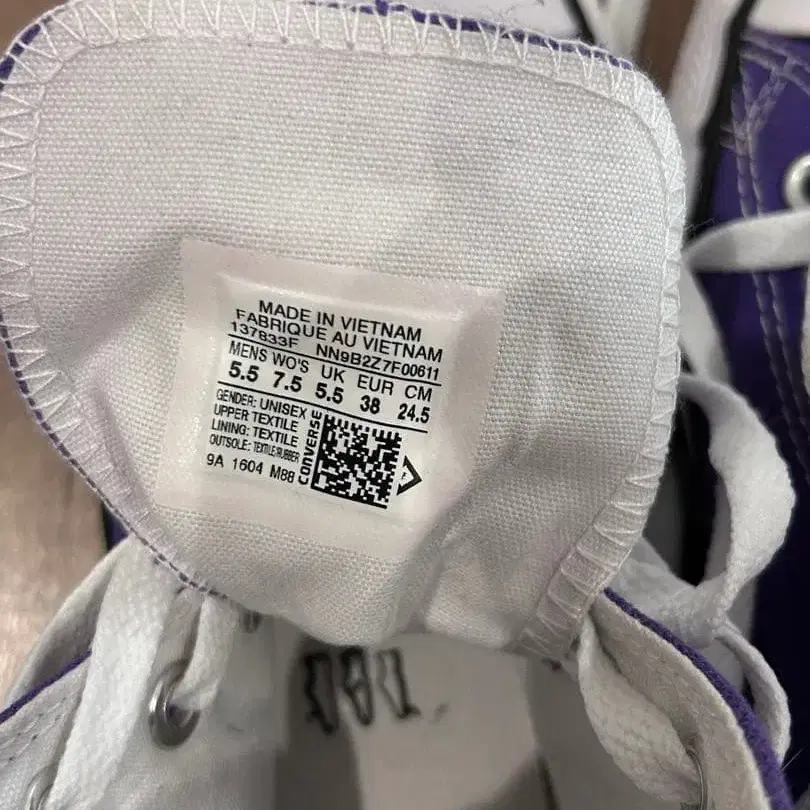 MADE IN VIETNAM
FABRIQUE AU VIETNAM
137833F NN9B2Z7F00611
MENS WO'S UK EUR CM
5.5 7.5 5.5 38 24.5
GENDER: UNISEX
UPPER TEXTILE
LINING: TEXTILE
OUTSOLE: TEXTILE/RUBBER
9A 1604 M88
CONVERSE